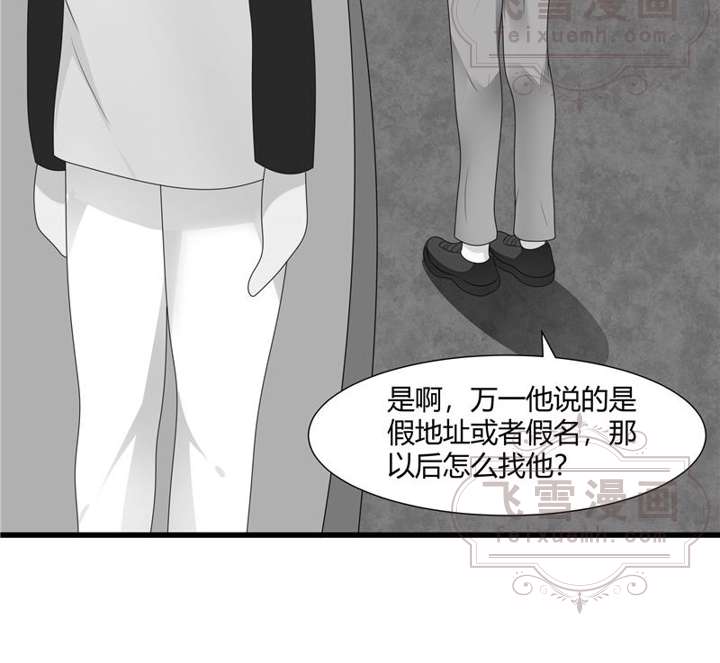 飞雪漫画
feixuemh.com
是啊，万一他说的是
假地址或者假名，那
以后怎么找他？
飞雪漫画
feixuemh.com